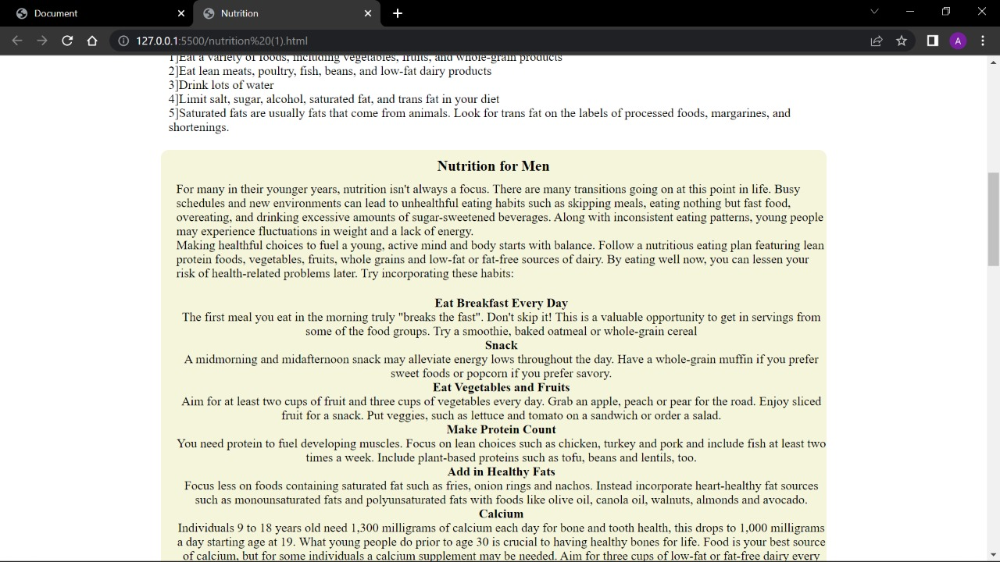 Document
Nutrition
127.0.0.1:5500/nutrition%20(1).html
A
1]Eat a variety of foods, including vegetables, fruits, and whole-grain products
2]Eat lean meats, poultry, fish, beans, and low-fat dairy products
3]Drink lots of water
4]Limit salt, sugar, alcohol, saturated fat, and trans fat in your diet
5]Saturated fats are usually fats that come from animals. Look for trans fat on the labels of processed foods, margarines, and
shortenings.
Nutrition for Men
For many in their younger years, nutrition isn't always a focus. There are many transitions going on at this point in life. Busy
schedules and new environments can lead to unhealthful eating habits such as skipping meals, eating nothing but fast food,
overeating, and drinking excessive amounts of sugar-sweetened beverages. Along with inconsistent eating patterns, young people
may experience fluctuations in weight and a lack of energy.
Making healthful choices to fuel a young, active mind and body starts with balance. Follow a nutritious eating plan featuring lean
protein foods, vegetables, fruits, whole grains and low-fat or fat-free sources of dairy. By eating well now, you can lessen your
risk of health-related problems later. Try incorporating these habits:
Eat Breakfast Every Day
The first meal you eat in the morning truly "breaks the fast". Don't skip it! This is a valuable opportunity to get in servings from
some of the food groups. Try a smoothie, baked oatmeal or whole-grain cereal
Snack
A midmorning and midafternoon snack may alleviate energy lows throughout the day. Have a whole-grain muffin if you prefer
sweet foods or popcorn if you prefer savory.
Eat Vegetables and Fruits
Aim for at least two cups of fruit and three cups of vegetables every day. Grab an apple, peach or pear for the road. Enjoy sliced
fruit for a snack. Put veggies, such as lettuce and tomato on a sandwich or order a salad.
Make Protein Count
You need protein to fuel developing muscles. Focus on lean choices such as chicken, turkey and pork and include fish at least two
times a week. Include plant-based proteins such as tofu, beans and lentils, too.
Add in Healthy Fats
Focus less on foods containing saturated fat such as fries, onion rings and nachos. Instead incorporate heart-healthy fat sources
such as monounsaturated fats and polyunsaturated fats with foods like olive oil, canola oil, walnuts, almonds and avocado.
Calcium
Individuals 9 to 18 years old need 1,300 milligrams of calcium each day for bone and tooth health, this drops to 1,000 milligrams
a day starting age at 19. What young people do prior to age 30 is crucial to having healthy bones for life. Food is your best source
of calcium, but for some individuals a calcium supplement may be needed. Aim for three cups of low-fat or fat-free dairy every